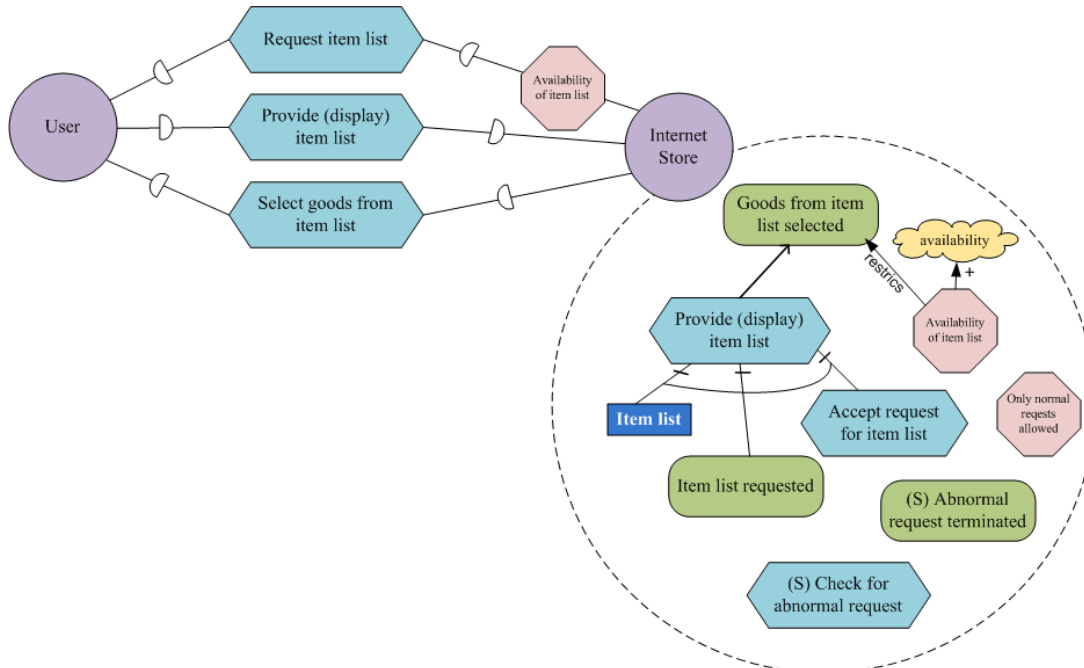 Request item list
Availability
of item list
User
Provide (display)
item list
Internet
Store
Select goods from
item list
Goods from item
list selected
availability
restrics
+
Provide (display)
item list
Availability
of item list
Item list
Accept request
for item list
Only normal
reqests
allowed
Item list requested
(S) Abnormal
request terminated
(S) Check for
abnormal request